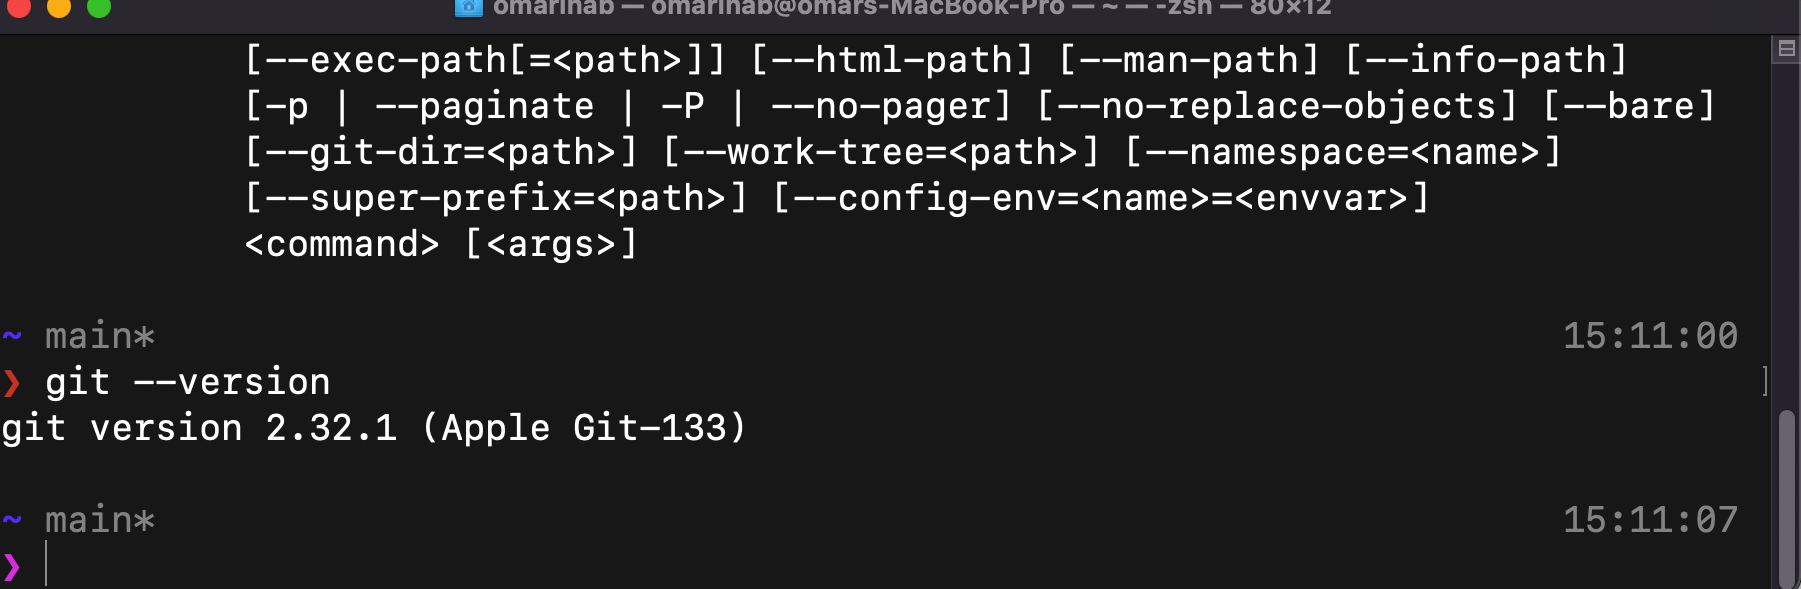 omarihab — omarihab@omars-MacBook-Pro — ~ — -zsh — 80×12
[--exec-path[=<path>]] [--html-path] [--man-path] [--info-path]
[-p | --paginate | -P | --no-pager] [--no-replace-objects] [--bare]
[--git-dir=<path>] [--work-tree=<path>] [--namespace=<name>]
[--super-prefix=<path>] [--config-env=<name>=<envvar>]
<command> [<args>]
~ main* 15:11:00
❯ git --version ]
git version 2.32.1 (Apple Git-133)
~ main* 15:11:07
❯